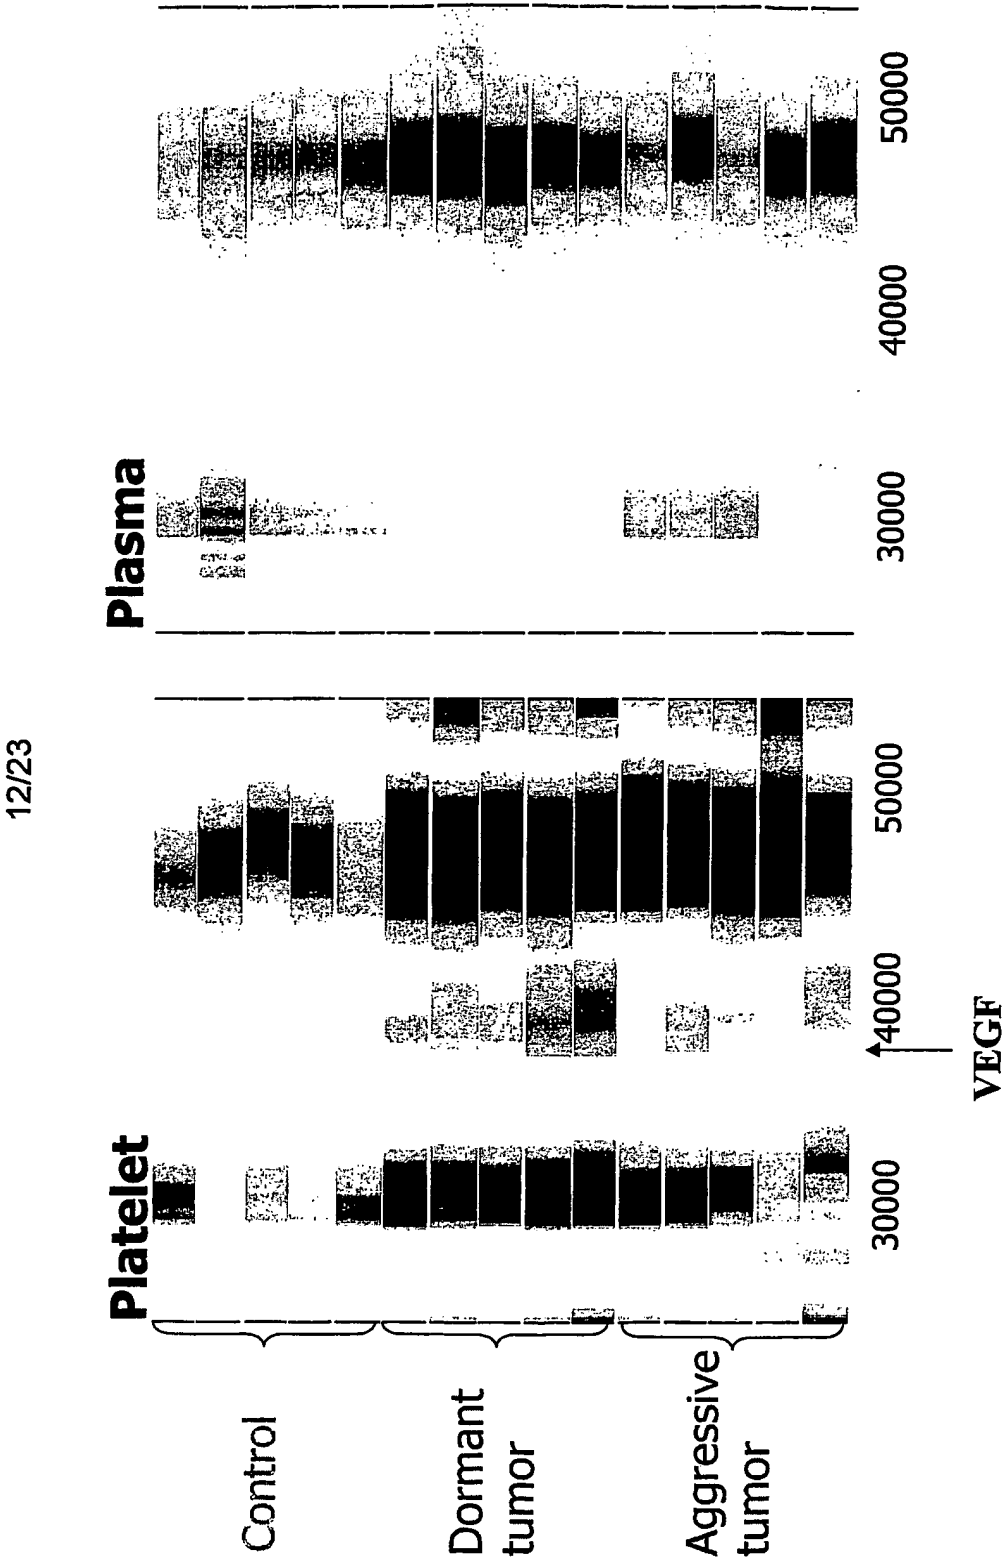 12/23
Platelet
Plasma
Control
Dormant
tumor
Aggressive
tumor
30000
40000
50000
30000
40000
50000
VEGF